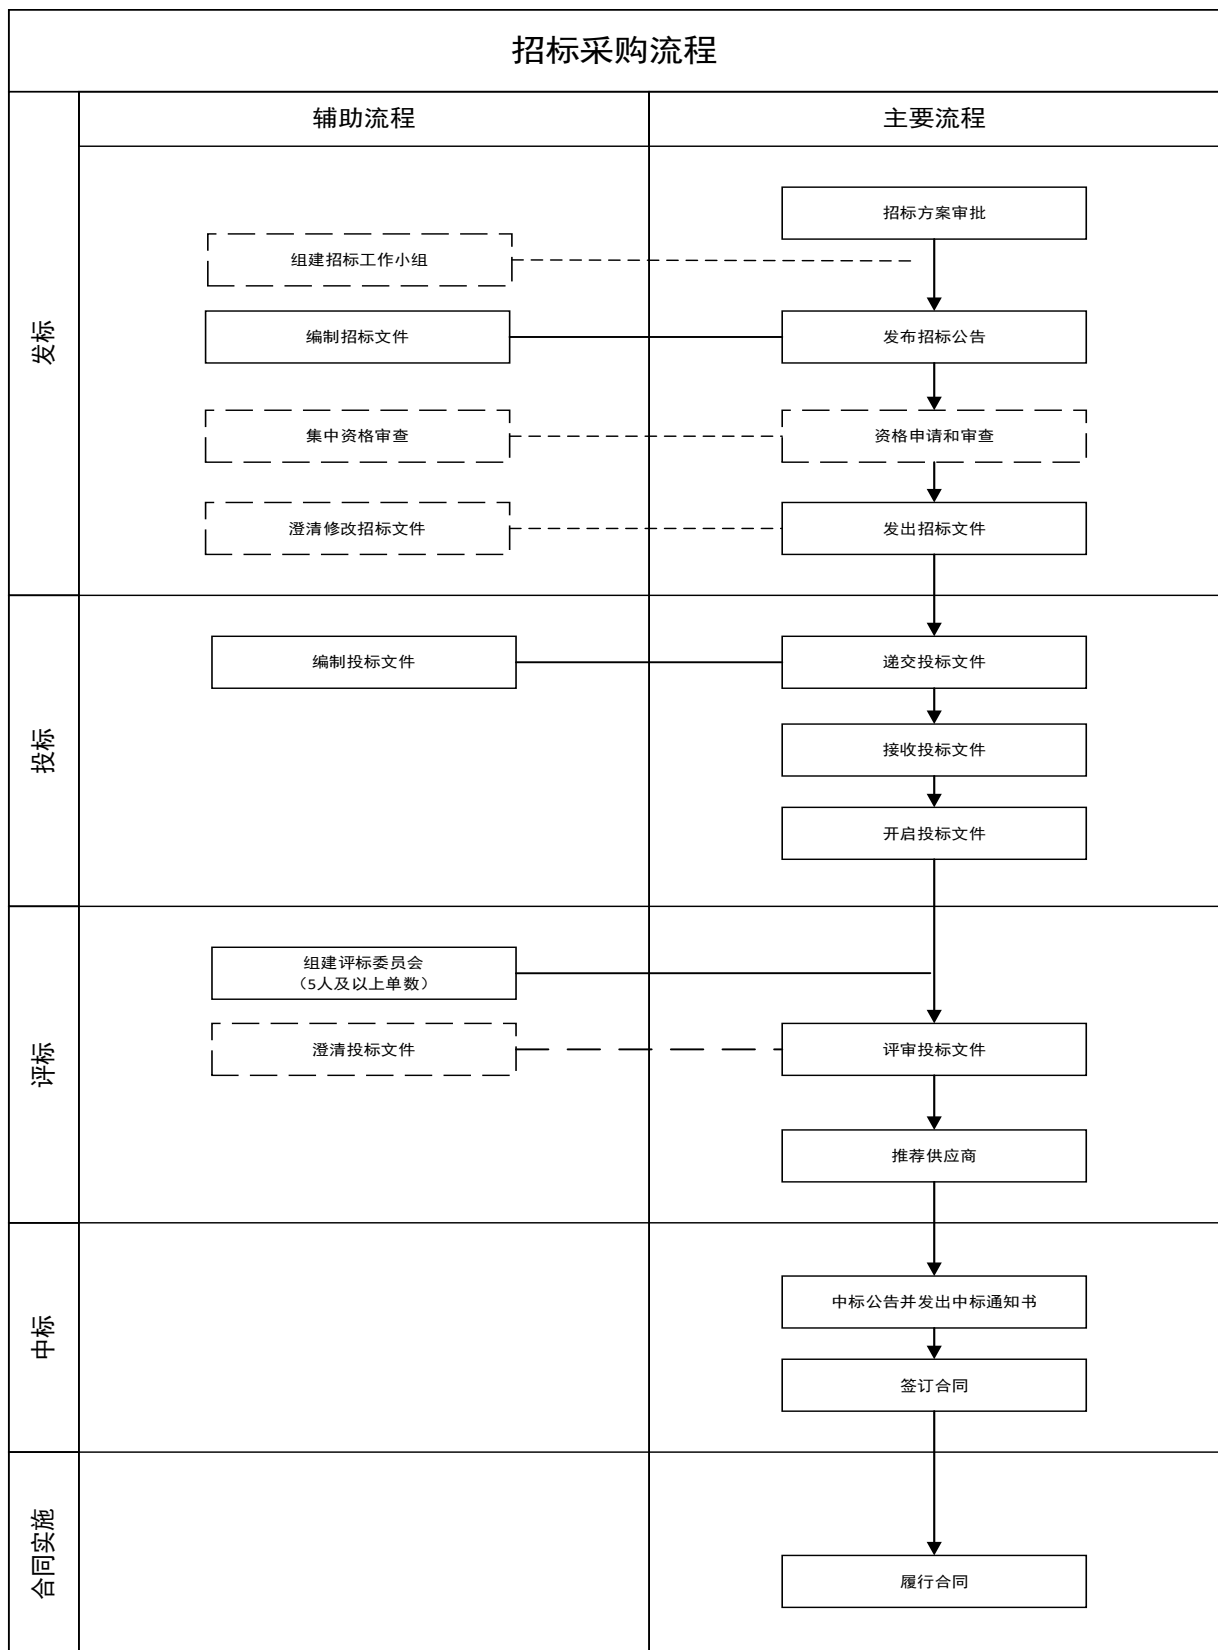 招标采购流程
辅助流程
主要流程
发标
招标方案审批
组建招标工作小组
编制招标文件
发布招标公告
集中资格审查
资格申请和审查
澄清修改招标文件
发出招标文件
投标
编制投标文件
递交投标文件
接收投标文件
开启投标文件
评标
组建评标委员会
（5人及以上单数）
澄清投标文件
评审投标文件
推荐供应商
中标
中标公告并发出中标通知书
签订合同
合同实施
履行合同